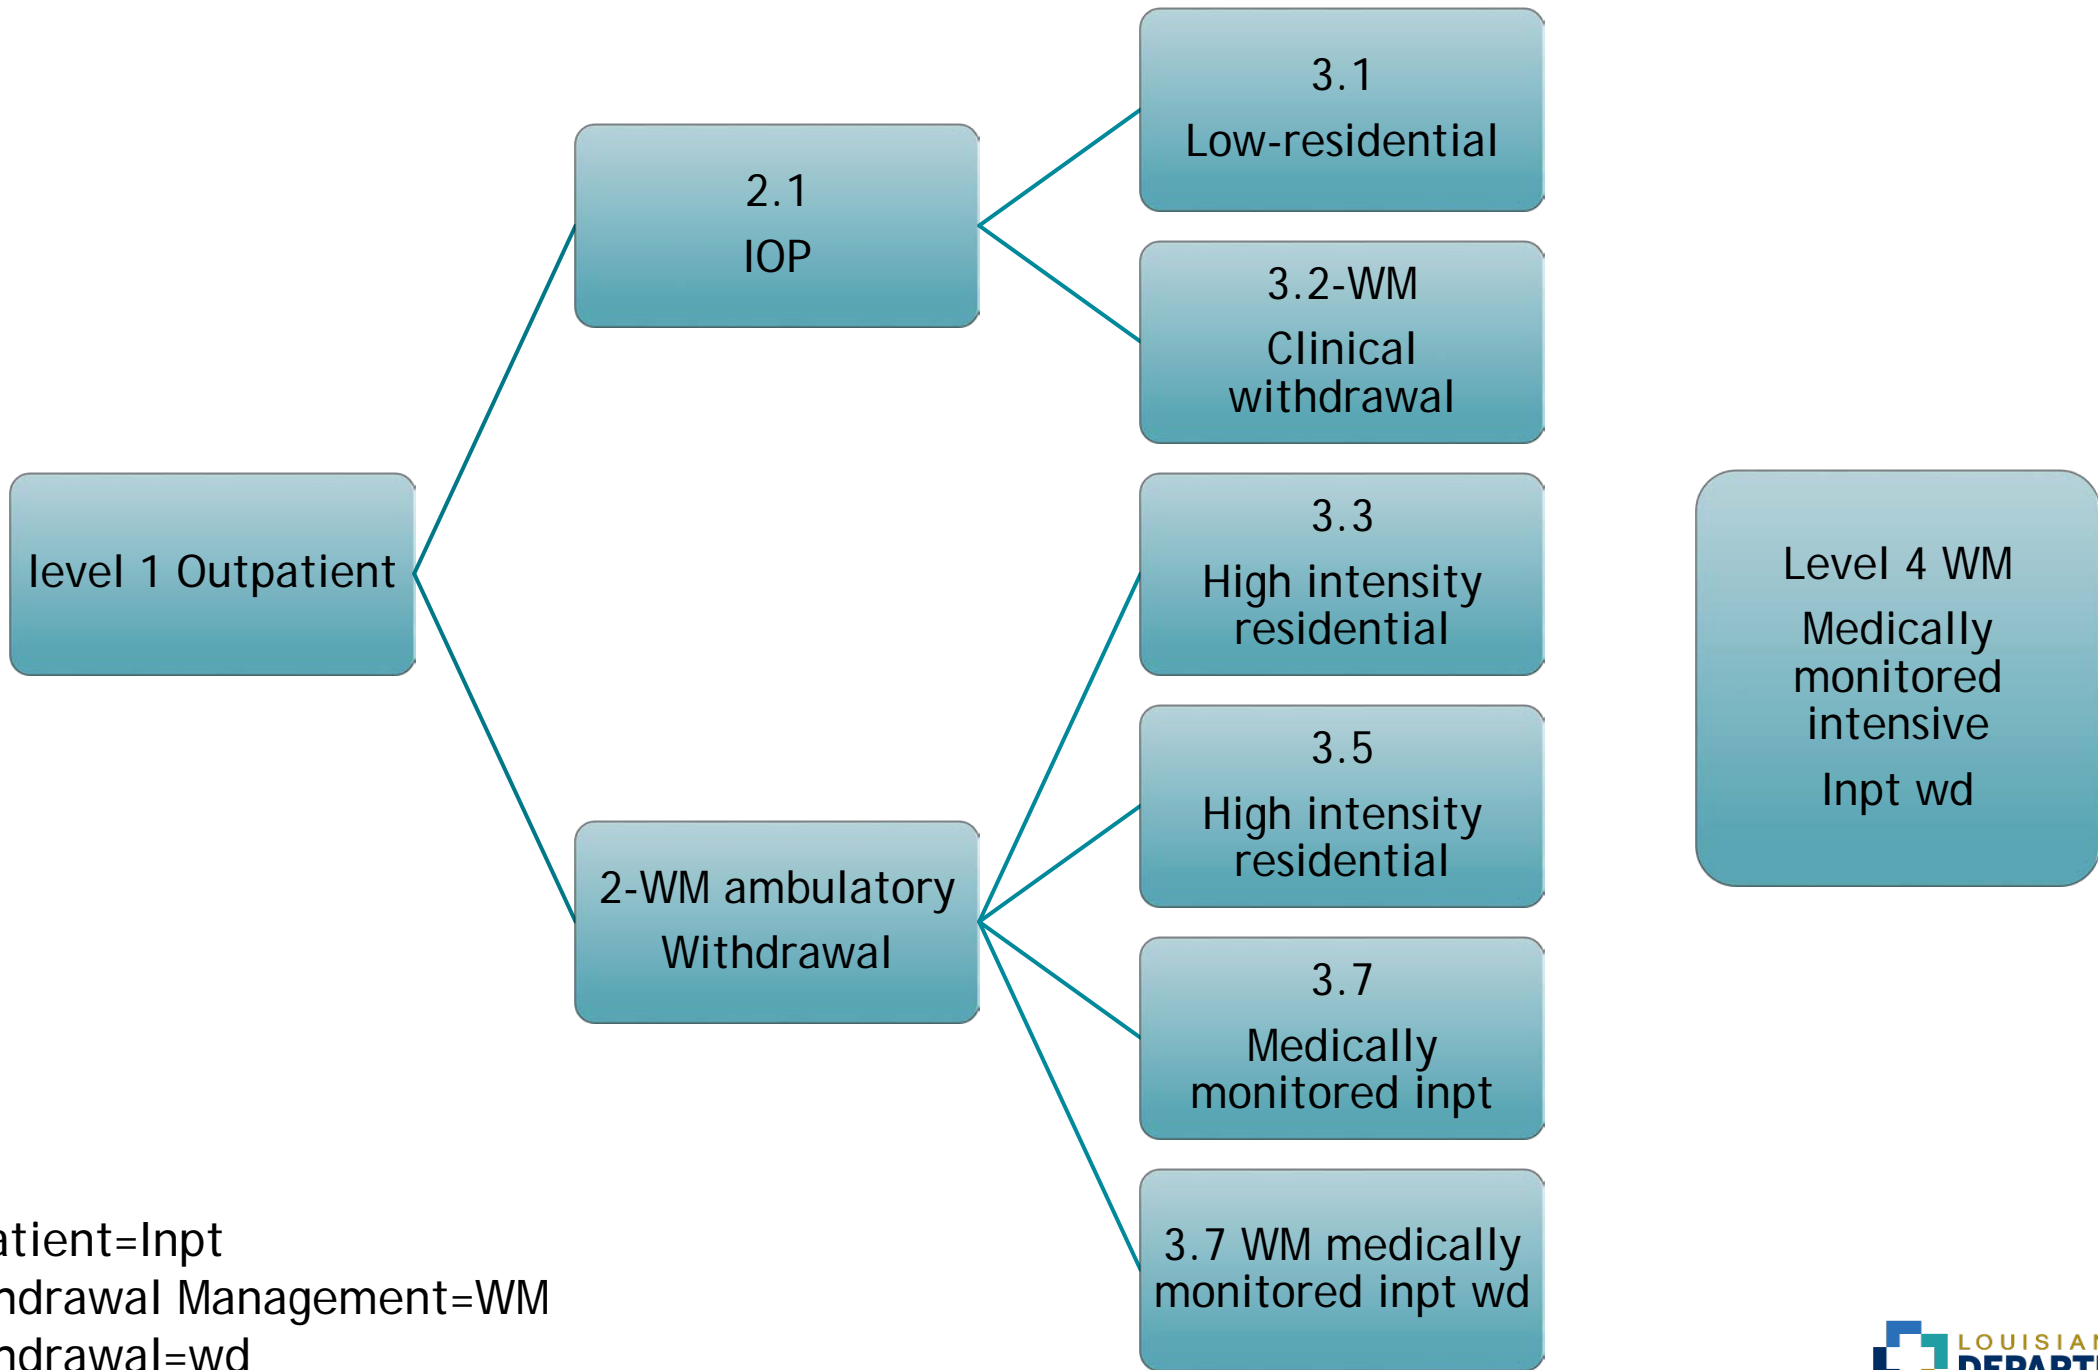 level 1 Outpatient
2.1
IOP
2-WM ambulatory
Withdrawal
3.1
Low-residential
3.2-WM
Clinical
withdrawal
3.3
High intensity
residential
3.5
High intensity
residential
3.7
Medically
monitored inpt
3.7 WM medically
monitored inpt wd
Level 4 WM
Medically
monitored
intensive
Inpt wd
atient=Inpt
ndrawal Management=WM
ndrawal=wd
LOUISIAN
DEPARTM